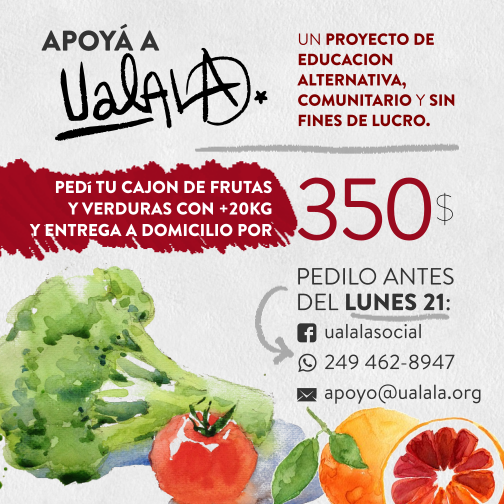 APOYÁ A
UalALA.
UN PROYECTO DE
EDUCACION
ALTERNATIVA,
COMUNITARIO Y SIN
FINES DE LUCRO.
PEDí TU CAJON DE FRUTAS
Y VERDURAS CON +20KG
Y ENTREGA A DOMICILIO POR
350$
PEDILO ANTES
DEL LUNES 21:
ualalasocial
249 462-8947
apoyo@ualala.org